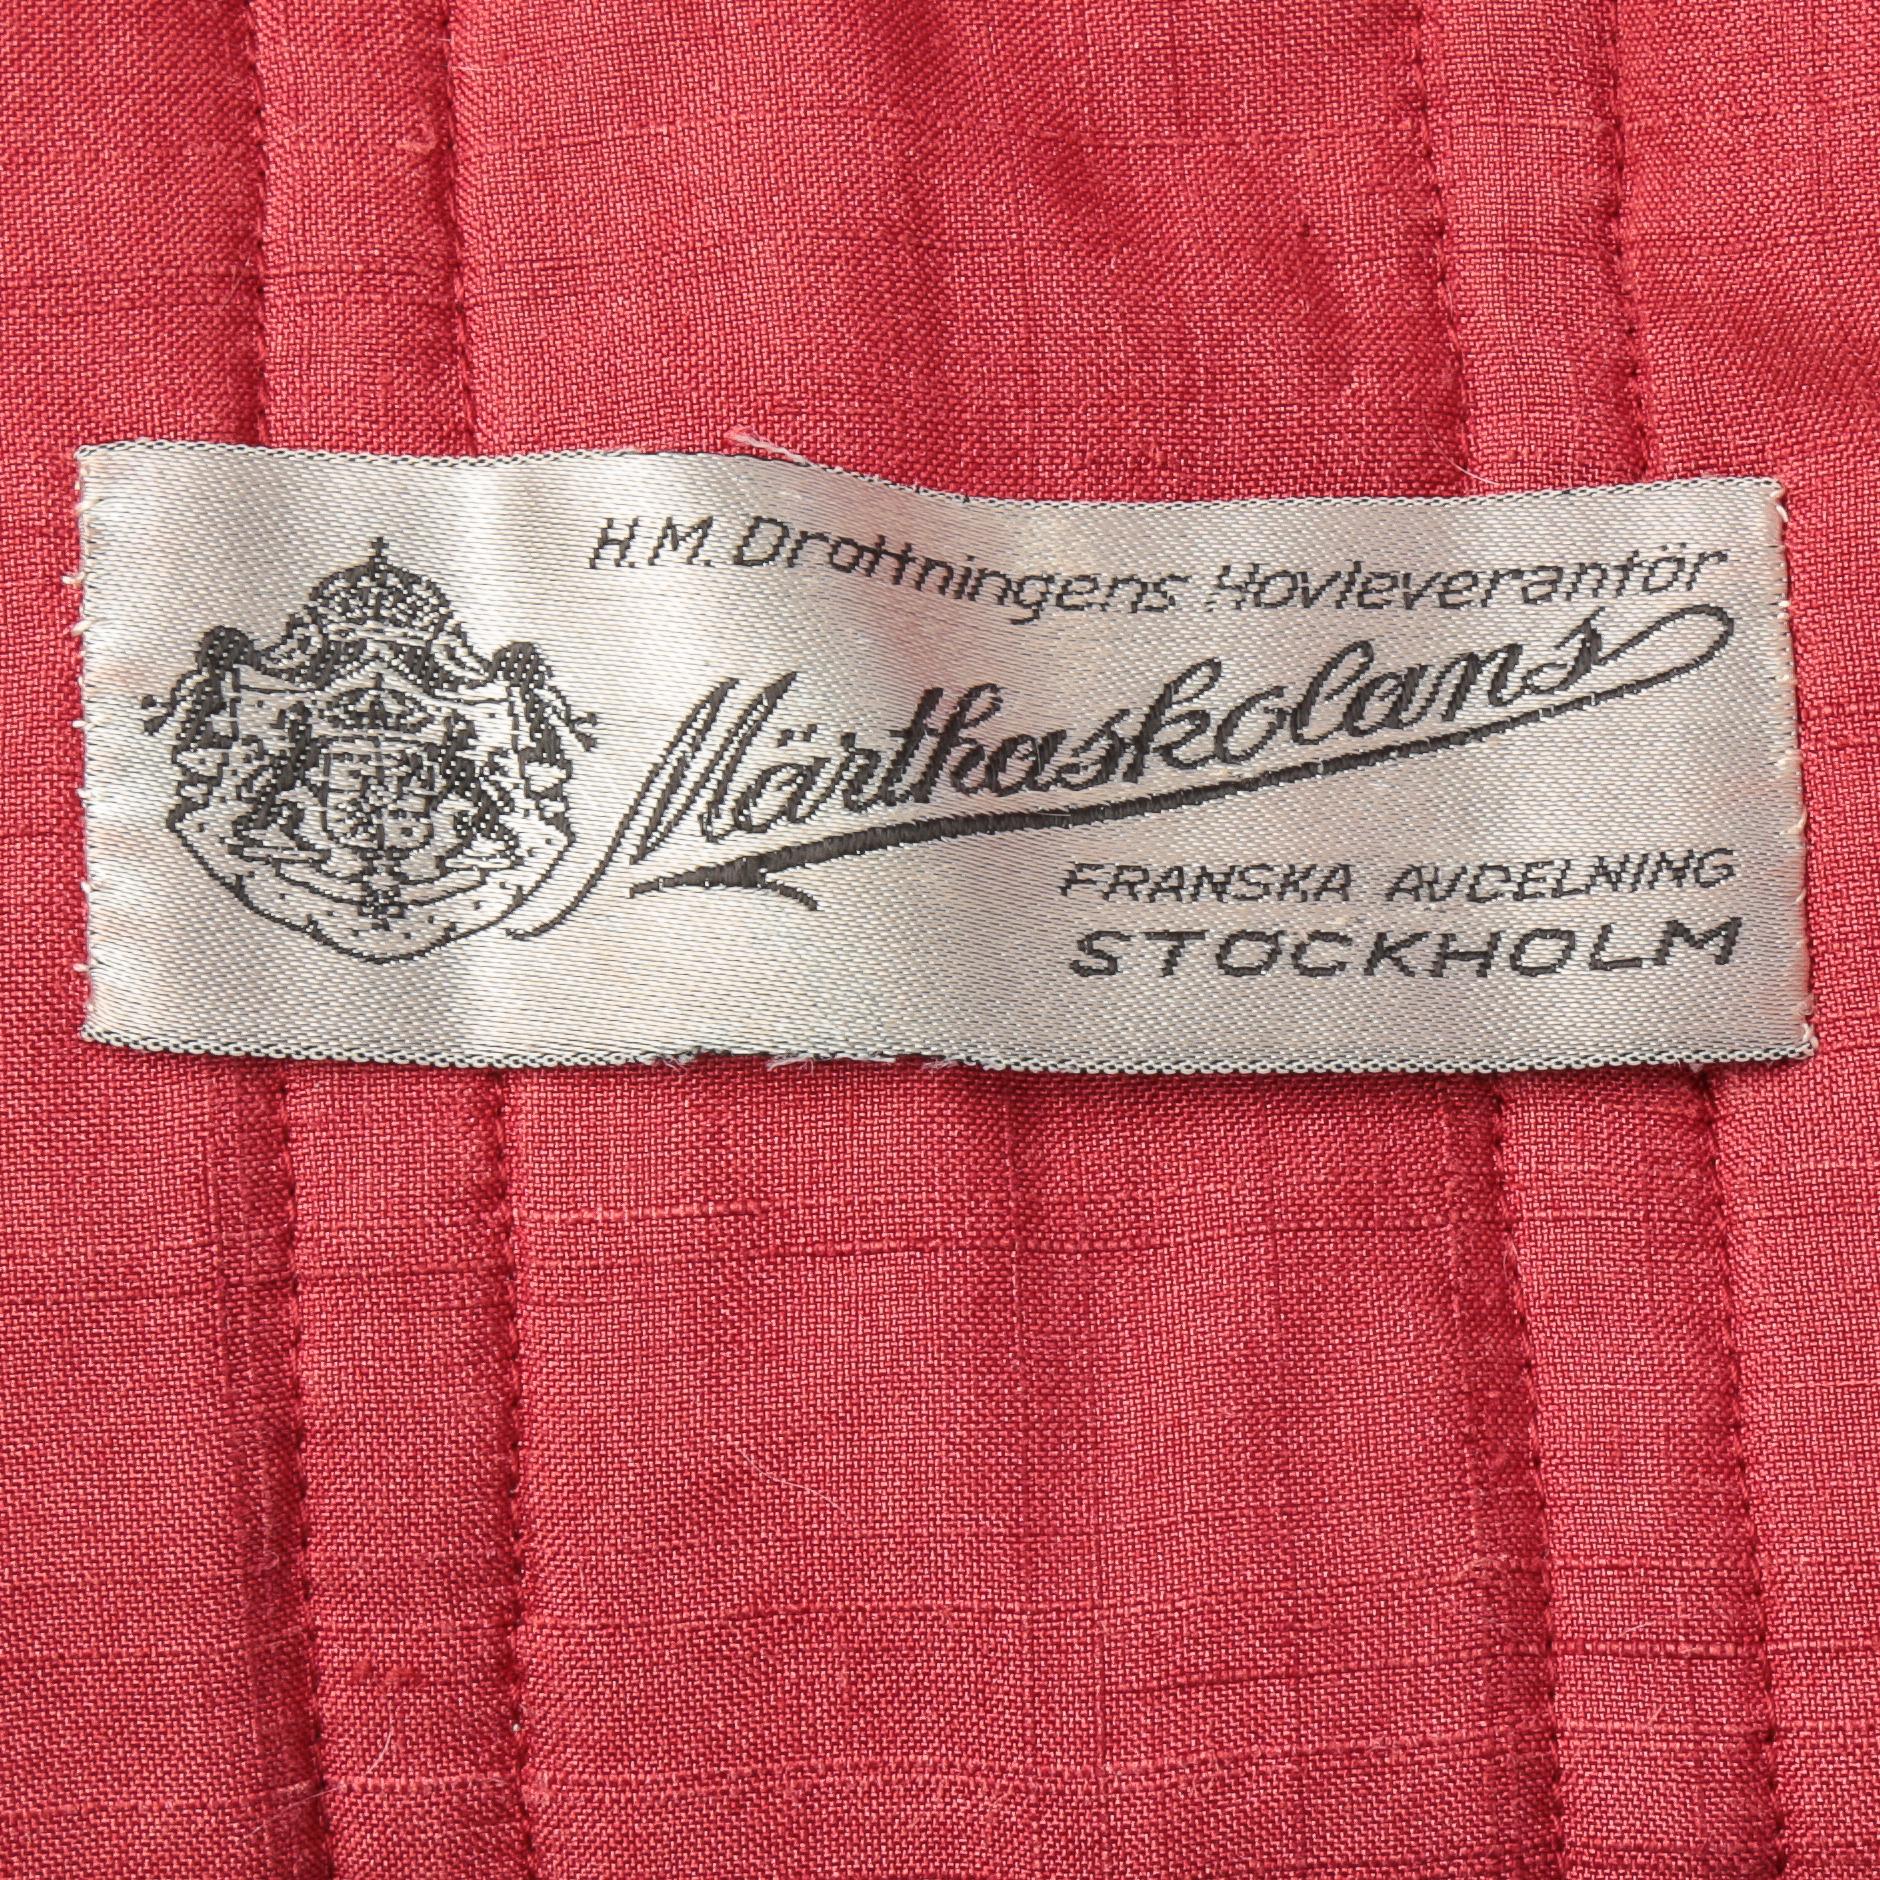 H.M. Drottningens Hovleverantör
Märthaskolans
FRANSKA AVDELNING
STOCKHOLM